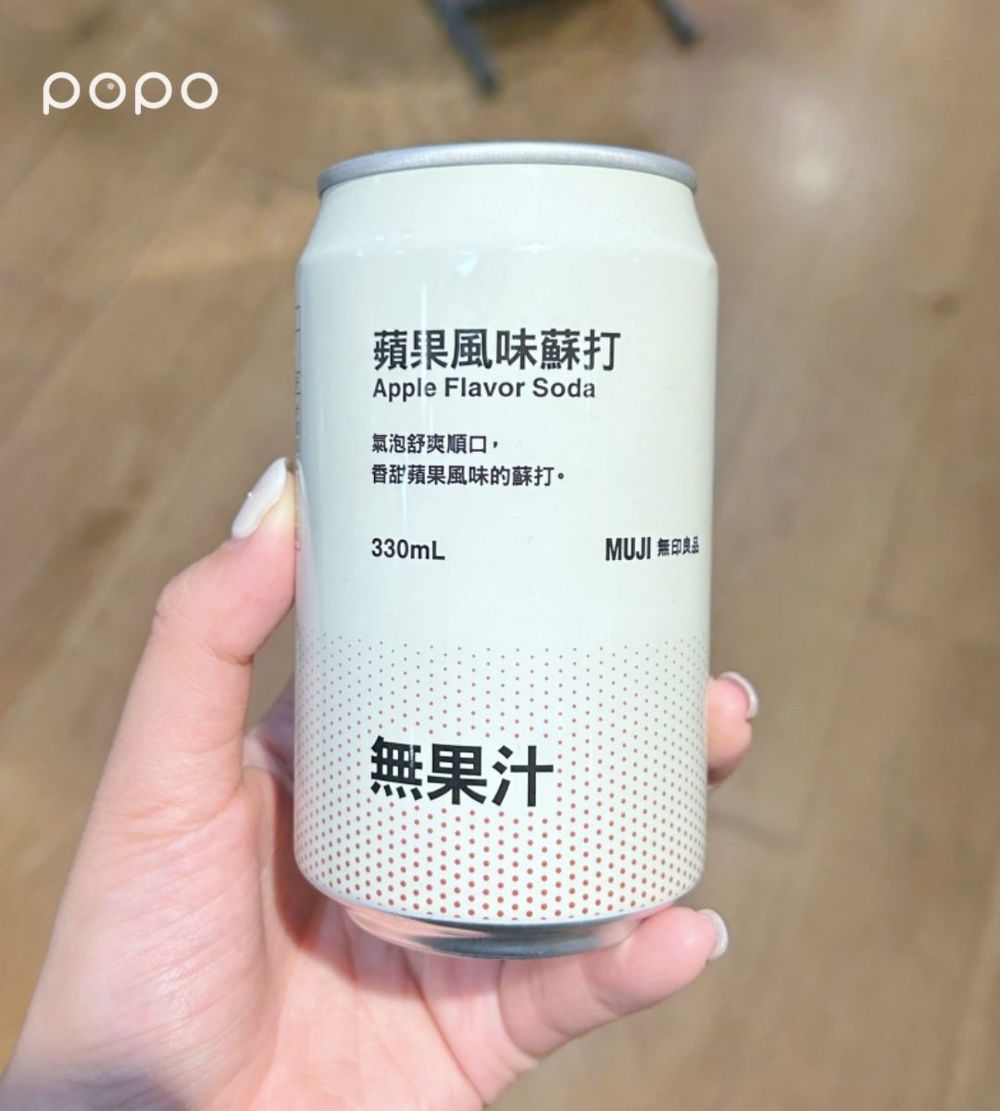 popo
蘋果風味蘇打
Apple Flavor Soda
氣泡舒爽順口，
香甜蘋果風味的蘇打。
330mL
MUJI 無印良品
無果汁